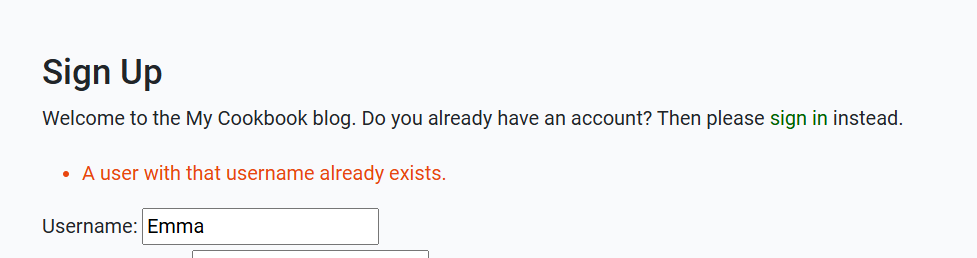 Sign Up
Welcome to the My Cookbook blog. Do you already have an account? Then please sign in instead.
A user with that username already exists.
Username: Emma